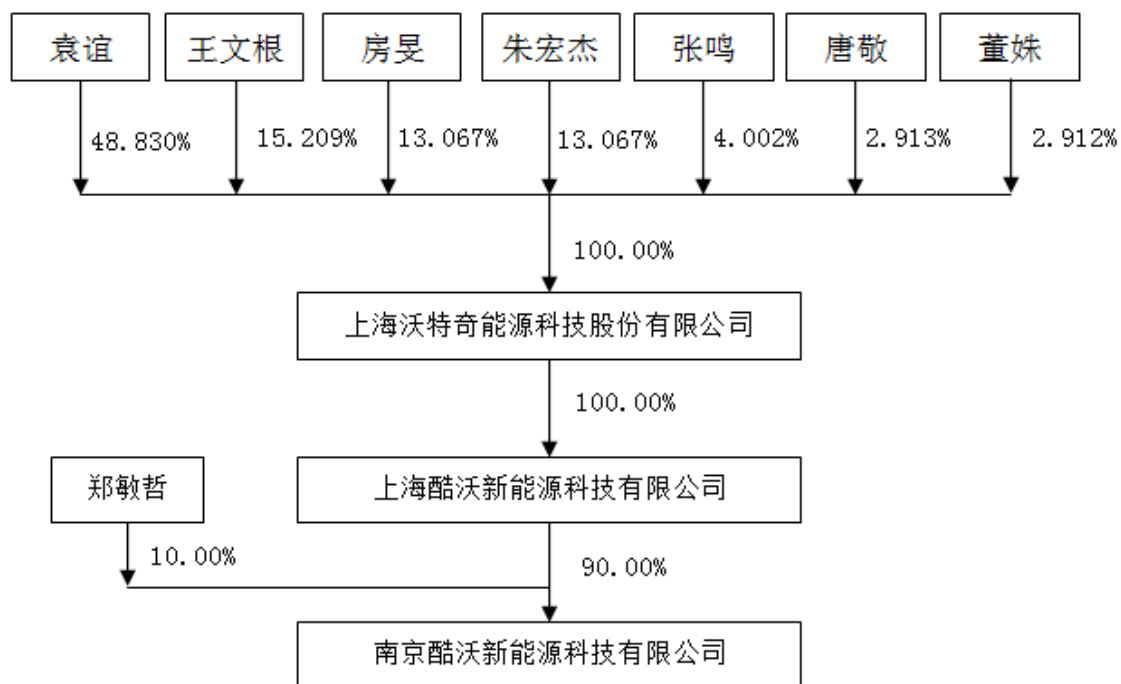 袁谊
王文根
房旻
朱宏杰
张鸣
唐敬
董姝
48.830%
15.209%
13.067%
13.067%
4.002%
2.913%
2.912%
100.00%
上海沃特奇能源科技股份有限公司
100.00%
郑敏哲
上海酷沃新能源科技有限公司
10.00%
90.00%
南京酷沃新能源科技有限公司